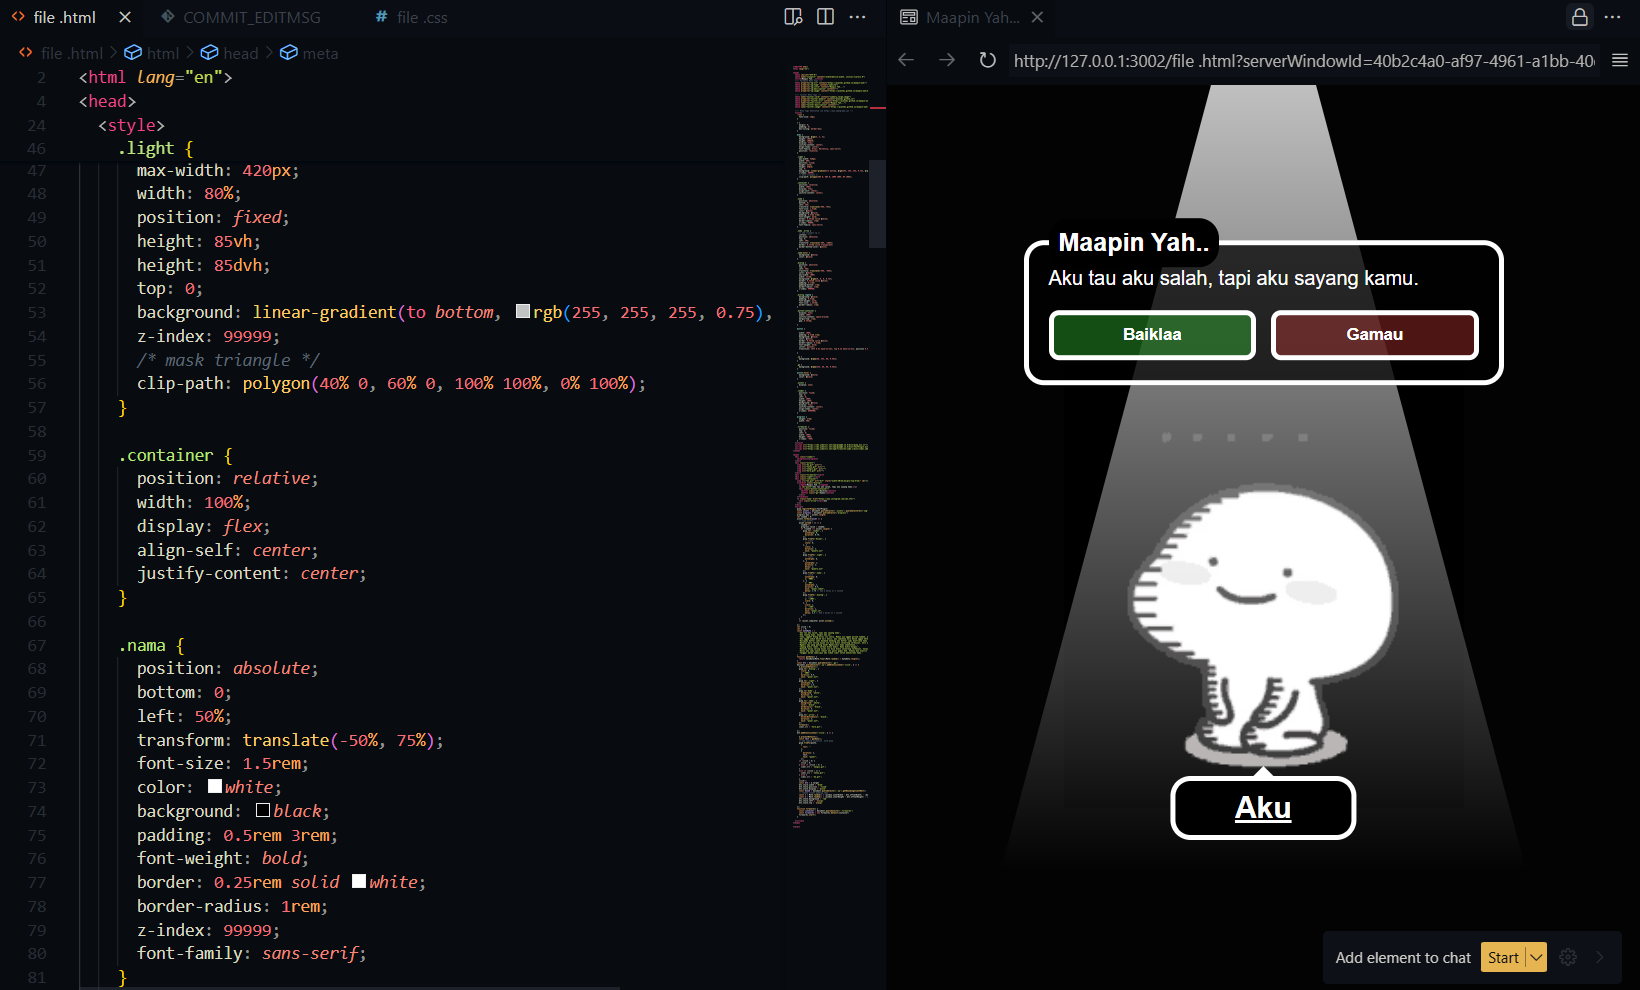 file .html
COMMIT_EDITMSG
# file .css
file .html > html > head > meta
2 <html lang="en">
4 <head>
24 <style>
46 .light {
47 max-width: 420px;
48 width: 80%;
49 position: fixed;
50 height: 85vh;
51 height: 85dvh;
52 top: 0;
53 background: linear-gradient(to bottom, rgb(255, 255, 255, 0.75),
54 z-index: 99999;
55 /* mask triangle */
56 clip-path: polygon(40% 0, 60% 0, 100% 100%, 0% 100%);
57 }
58
59 .container {
60 position: relative;
61 width: 100%;
62 display: flex;
63 align-self: center;
64 justify-content: center;
65 }
66
67 .nama {
68 position: absolute;
69 bottom: 0;
70 left: 50%;
71 transform: translate(-50%, 75%);
72 font-size: 1.5rem;
73 color: white;
74 background: black;
75 padding: 0.5rem 3rem;
76 font-weight: bold;
77 border: 0.25rem solid white;
78 border-radius: 1rem;
79 z-index: 99999;
80 font-family: sans-serif;
81 }
Maapin Yah...
http://127.0.0.1:3002/file .html?serverWindowId=40b2c4a0-af97-4961-a1bb-40
Maapin Yah..
Aku tau aku salah, tapi aku sayang kamu.
Baiklaa
Gamau
Aku
Add element to chat
Start